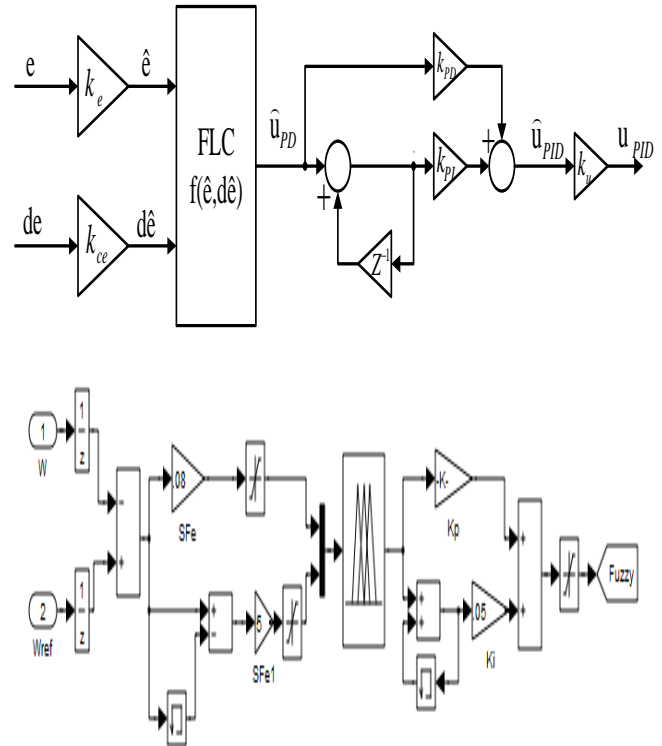 e
k_e
ê
de
k_ce
dê
FLC
f(ê,dê)
û_PD
+
Z⁻¹
k_PD
k_PI
+
û_PID
k_u
u_PID
1
W
1
z
2
Wref
1
z
−
+
.08
SFe
+
−
5
SFe1
-K-
Kp
+
+
.05
Ki
+
+
Fuzzy